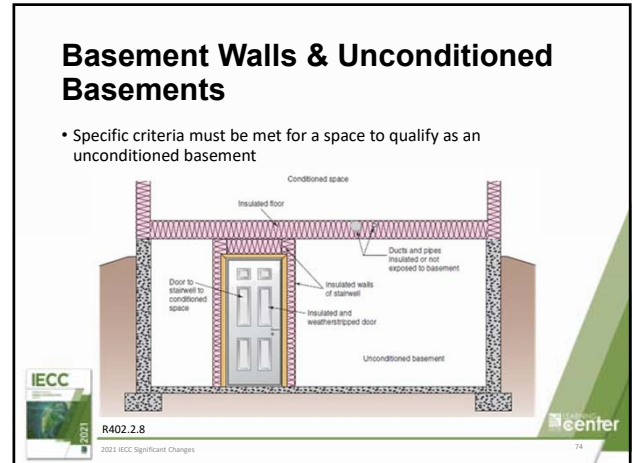 Basement Walls & Unconditioned
Basements
• Specific criteria must be met for a space to qualify as an
unconditioned basement
Conditioned space
Insulated floor
Ducts and pipes
insulated or not
exposed to basement
Door to
stairwell to
conditioned
space
Insulated walls
of stairwell
Insulated and
weatherstripped door
Unconditioned basement
IECC
2021
R402.2.8
LEARNING
center
2021 IECC Significant Changes
74